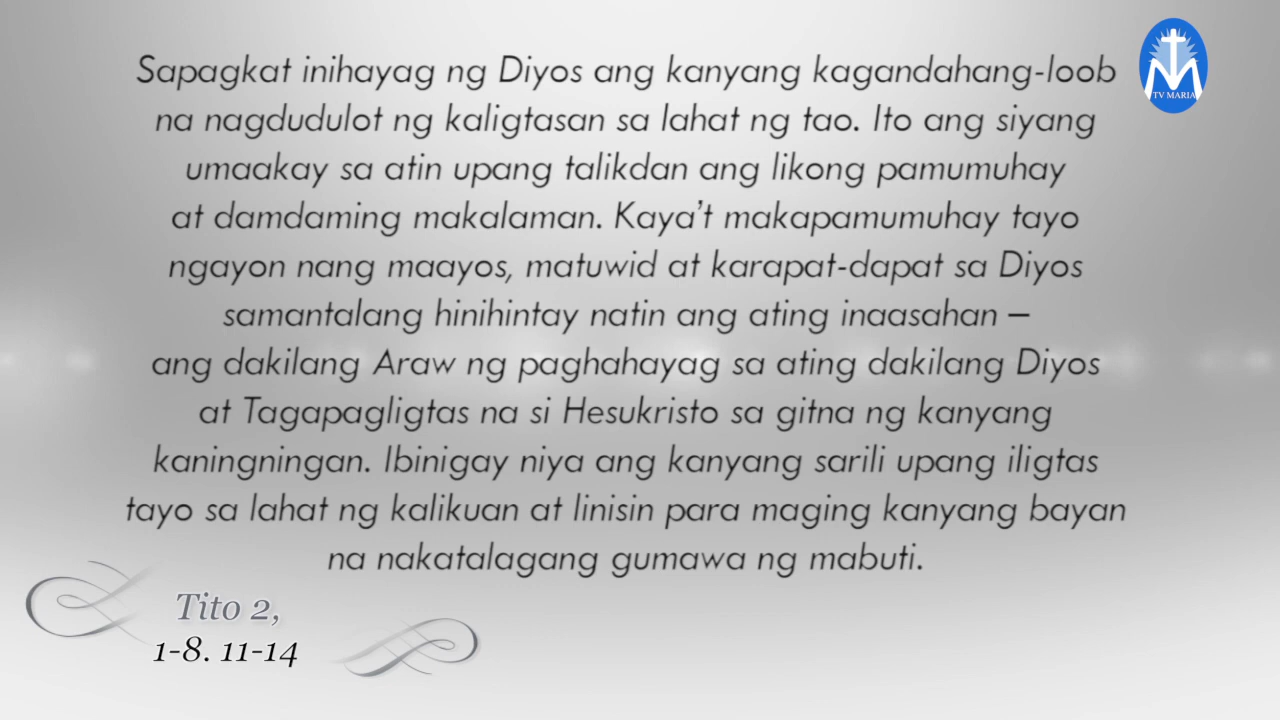 Sapagkat inihayag ng Diyos ang kanyang kagandahang-loob
na nagdudulot ng kaligtasan sa lahat ng tao. Ito ang siyang
umaakay sa atin upang talikdan ang likong pamumuhay
at damdaming makalaman. Kaya’t makapamumuhay tayo
ngayon nang maayos, matuwid at karapat-dapat sa Diyos
samantalang hinihintay natin ang ating inaasahan –
ang dakilang Araw ng paghahayag sa ating dakilang Diyos
at Tagapagligtas na si Hesukristo sa gitna ng kanyang
kaningningan. Ibinigay niya ang kanyang sarili upang iligtas
tayo sa lahat ng kalikuan at linisin para maging kanyang bayan
na nakatalagang gumawa ng mabuti.
Tito 2,
1-8. 11-14
TV MARIA